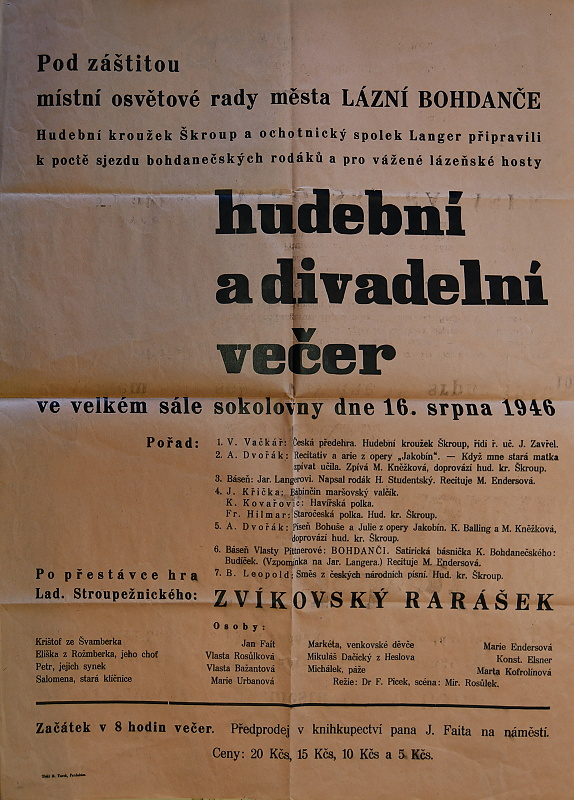 Pod záštitou
místní osvětové rady města LÁZNÍ BOHDANČE
Hudební kroužek Škroup a ochotnický spolek Langer připravili
k poctě sjezdu bohdanečských rodáků a pro vážené lázeňské hosty
hudební
a divadelní
večer
ve velkém sále sokolovny dne 16. srpna 1946
Pořad:
1. V. Vačkář: Česká předehra. Hudební kroužek Škroup, řídí ř. uč. J. Zavřel.
2. A. Dvořák: Recitativ a arie z opery „Jakobín“. — Když mne stará matka
zpívat učila. Zpívá M. Kněžková, doprovází hud. kr. Škroup.
3. Báseň: Jar. Langerovi. Napsal rodák H. Studentský. Recituje M. Endersová.
4. J. Křička: Bábinčin maršovský valčík.
K. Kovařovic: Havířská polka.
Fr. Hilmar: Staročeská polka. Hud. kr. Škroup.
5. A. Dvořák: Píseň Bohuše a Julie z opery Jakobín. K. Balling a M. Kněžková,
doprovází hud. kr. Škroup.
6. Báseň Vlasty Pittnerové: BOHDANČI. Satirická básnička K. Bohdanečského:
Budíček. (Vzpomínka na Jar. Langera.) Recituje M. Endersová.
7. B. Leopold: Směs z českých národních písní. Hud. kr. Škroup.
Po přestávce hra
Lad. Stroupežnického: ZVÍKOVSKÝ RARÁŠEK
Osoby:
Krištof ze Švamberka Jan Fait
Eliška z Rožmberka, jeho choť Vlasta Rosůlková
Petr, jejich synek Vlasta Bažantová
Salomena, stará klíčnice Marie Urbanová
Markéta, venkovské děvče Marie Endersová
Mikuláš Dačický z Heslova Konst. Elsner
Michálek, páže Marta Kofrolínová
Režie: Dr F. Picek, scéna: Mir. Rosůlek.
Začátek v 8 hodin večer. Předprodej v knihkupectví pana J. Faita na náměstí.
Ceny: 20 Kčs, 15 Kčs, 10 Kčs a 5 Kčs.